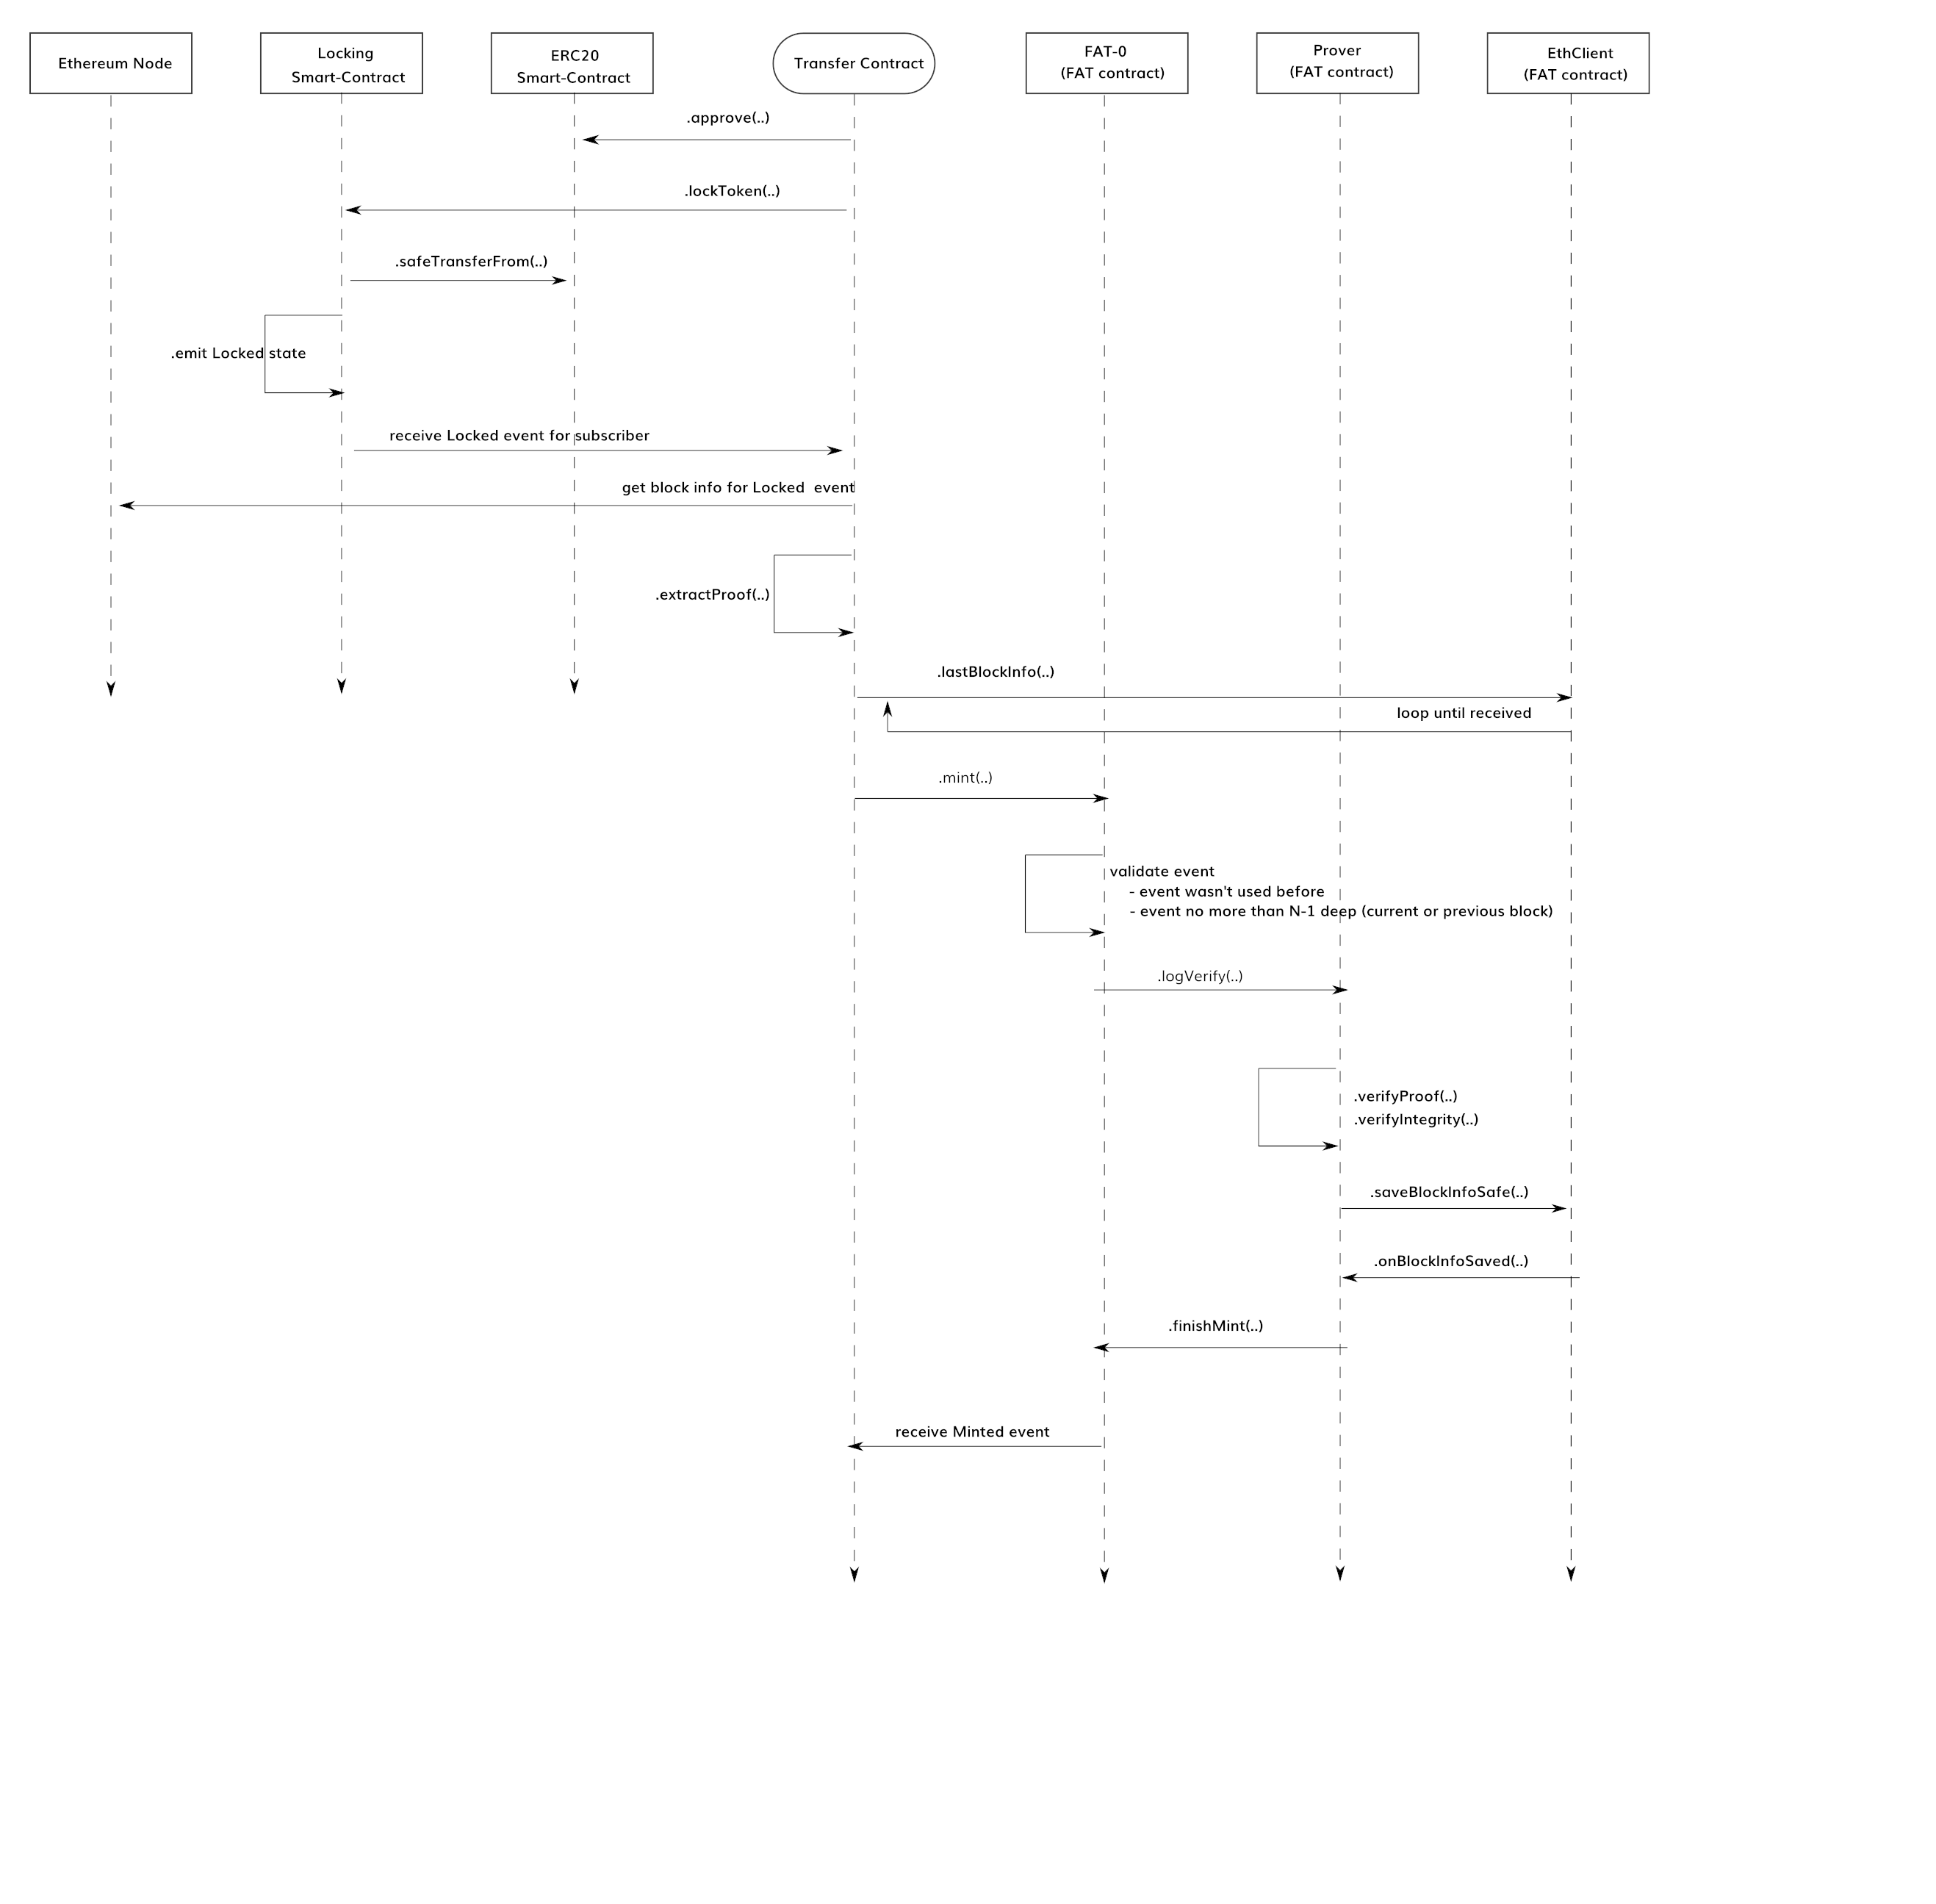 Ethereum Node
Locking
Smart-Contract
ERC20
Smart-Contract
Transfer Contract
FAT-0
(FAT contract)
Prover
(FAT contract)
EthClient
(FAT contract)
.approve(..)
.lockToken(..)
.safeTransferFrom(..)
.emit Locked state
receive Locked event for subscriber
get block info for Locked  event
.extractProof(..)
.lastBlockInfo(..)
loop until received
.mint(..)
validate event
- event wasn't used before
- event no more than N-1 deep (current or previous block)
.logVerify(..)
.verifyProof(..)
.verifyIntegrity(..)
.saveBlockInfoSafe(..)
.onBlockInfoSaved(..)
.finishMint(..)
receive Minted event